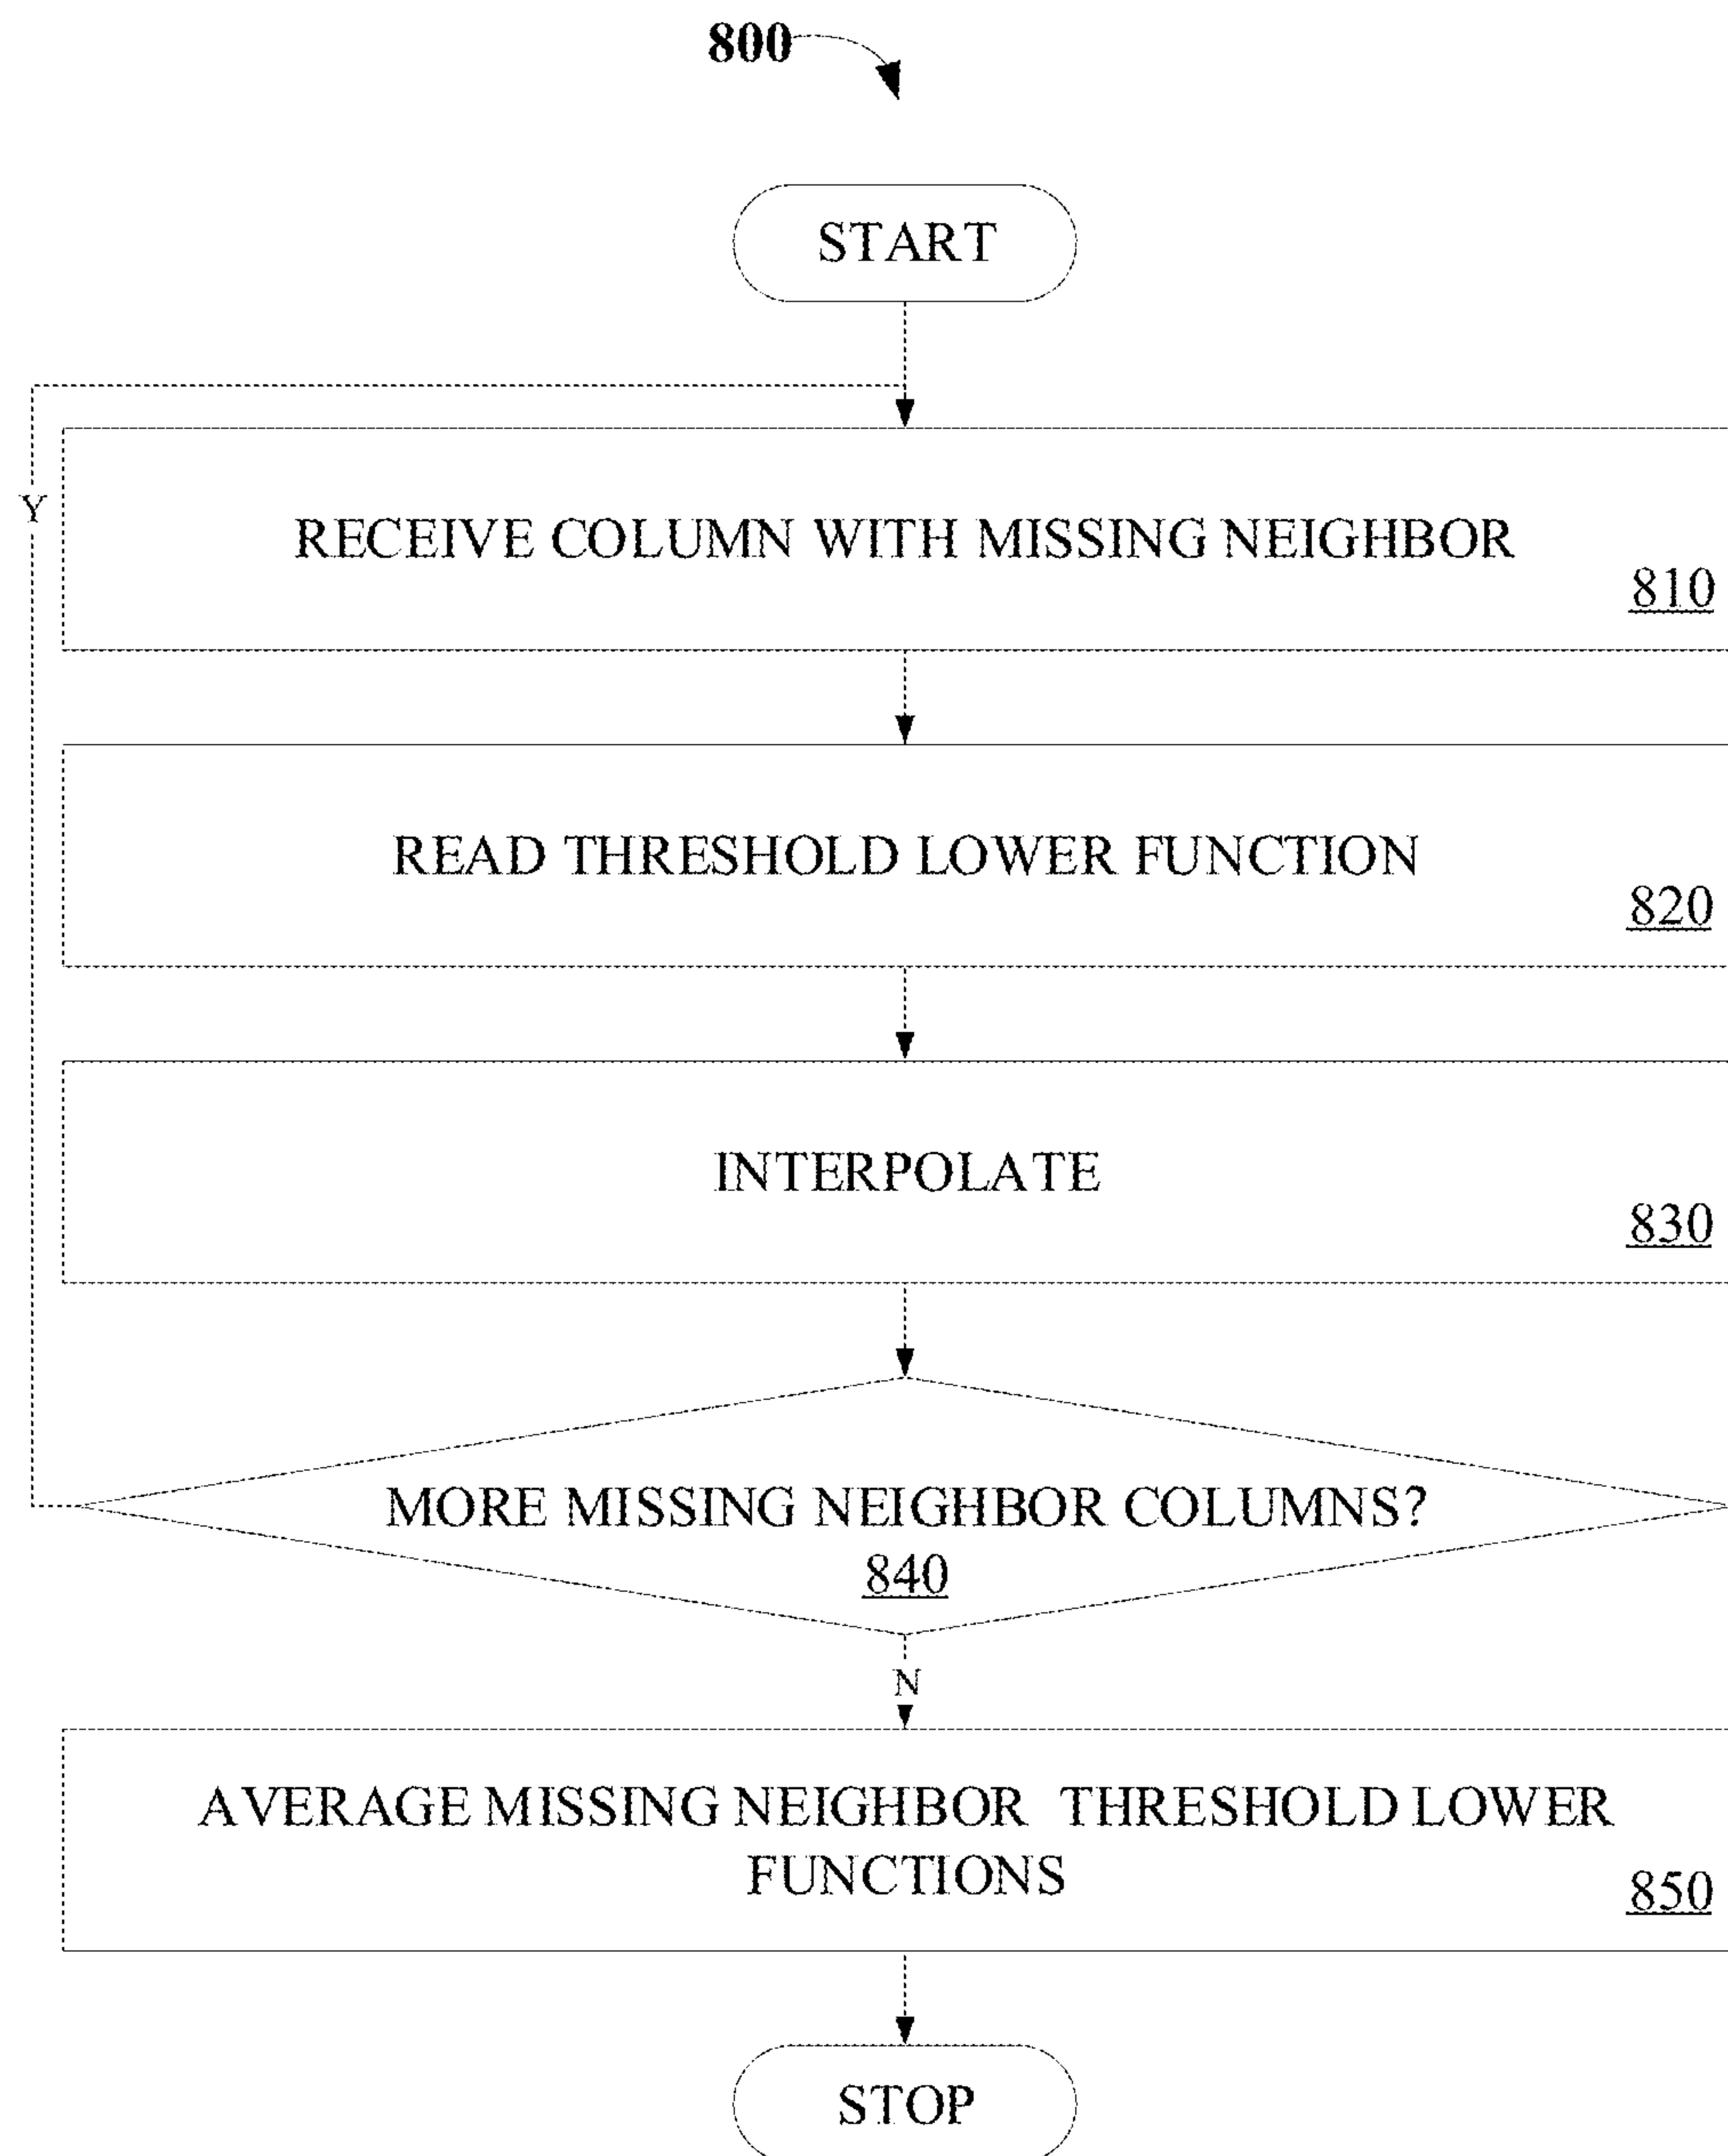 800
START
Y
RECEIVE COLUMN WITH MISSING NEIGHBOR
810
READ THRESHOLD LOWER FUNCTION
820
INTERPOLATE
830
MORE MISSING NEIGHBOR COLUMNS?
840
N
AVERAGE MISSING NEIGHBOR THRESHOLD LOWER
FUNCTIONS
850
STOP